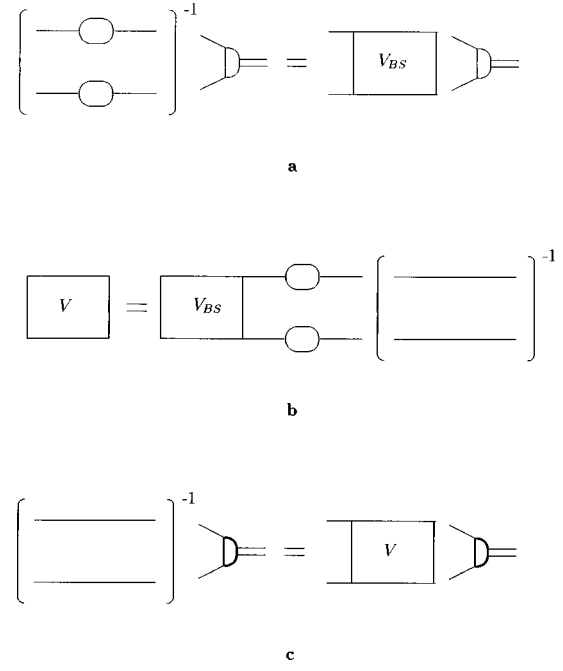 -1
= V_BS
a
V = V_BS -1
b
-1
= V
c